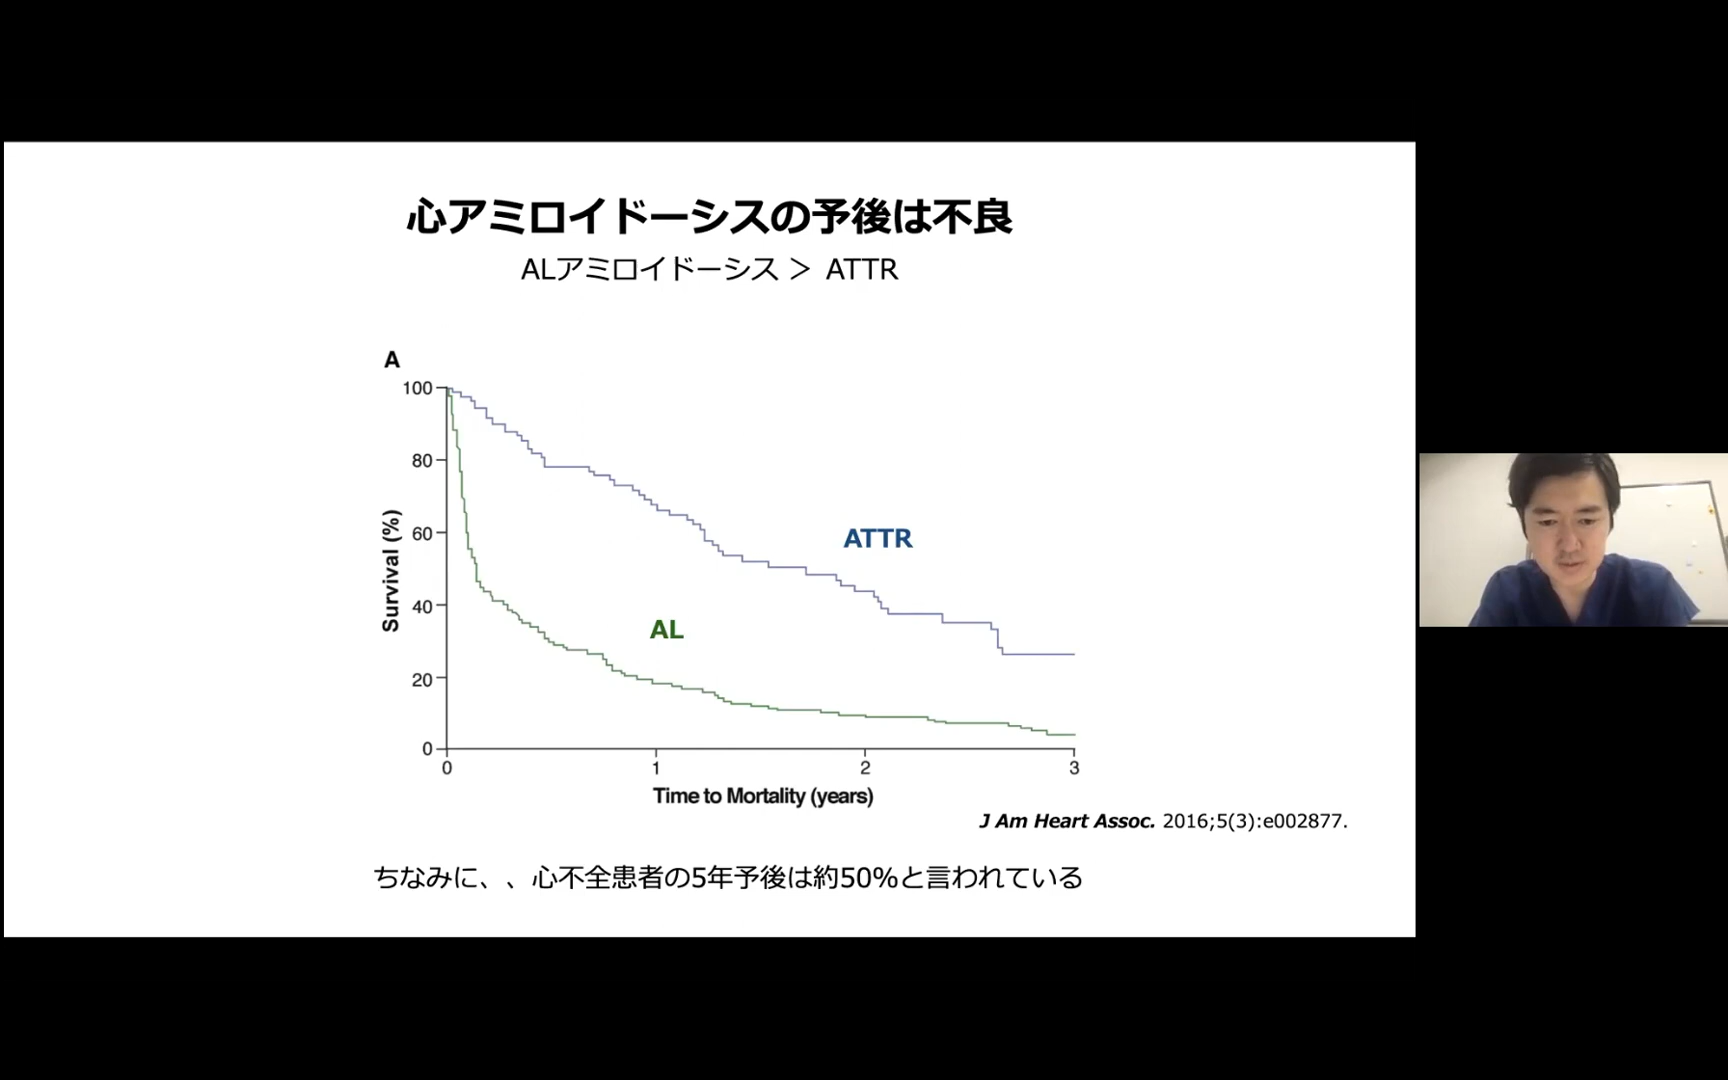 心アミロイドーシスの予後は不良
ALアミロイドーシス ＞ ATTR
A
100
80
60
40
20
0
Survival (%)
ATTR
AL
0 1 2 3
Time to Mortality (years)
J Am Heart Assoc. 2016;5(3):e002877.
ちなみに、、心不全患者の5年予後は約50%と言われている